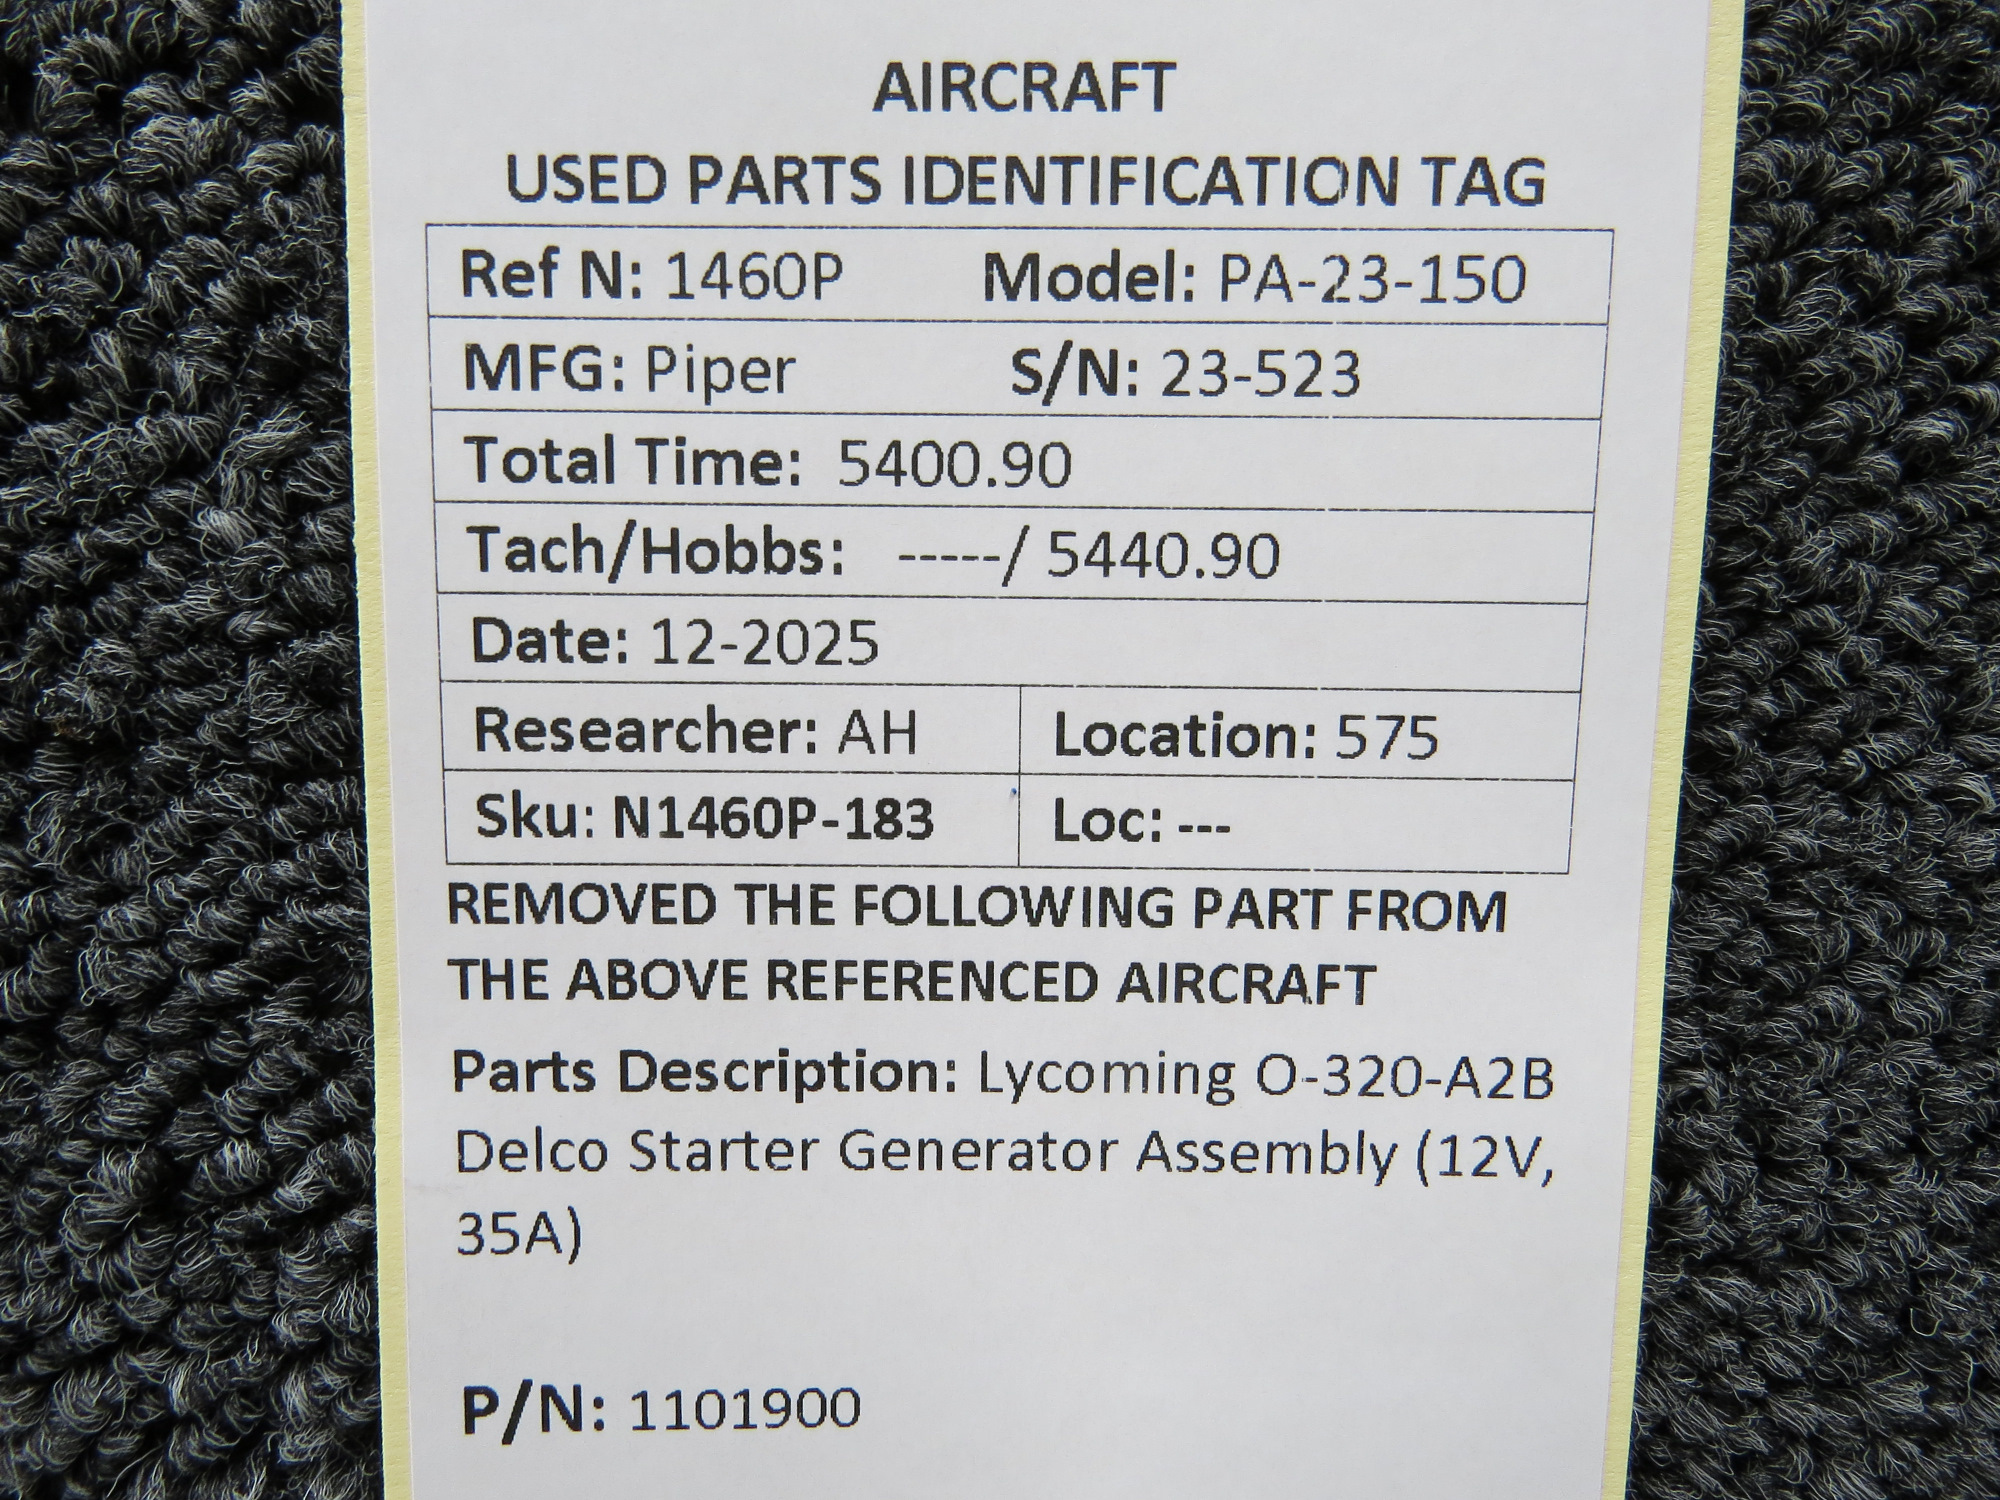 AIRCRAFT
USED PARTS IDENTIFICATION TAG
Ref N: 1460P Model: PA-23-150
MFG: Piper S/N: 23-523
Total Time: 5400.90
Tach/Hobbs: -----/ 5440.90
Date: 12-2025
Researcher: AH Location: 575
Sku: N1460P-183 Loc: ---
REMOVED THE FOLLOWING PART FROM
THE ABOVE REFERENCED AIRCRAFT
Parts Description: Lycoming O-320-A2B
Delco Starter Generator Assembly (12V,
35A)
P/N: 1101900